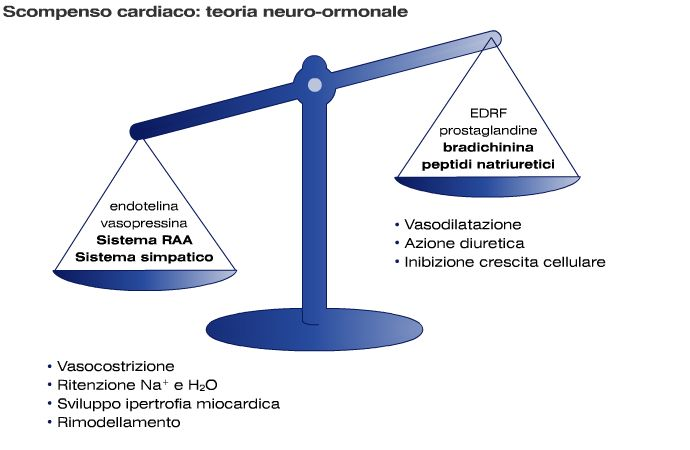 Scompenso cardiaco: teoria neuro-ormonale
EDRF
prostaglandine
bradichinina
peptidi natriuretici
endotelina
vasopressina
Sistema RAA
Sistema simpatico
• Vasodilatazione
• Azione diuretica
• Inibizione crescita cellulare
• Vasocostrizione
• Ritenzione Na⁺ e H₂O
• Sviluppo ipertrofia miocardica
• Rimodellamento